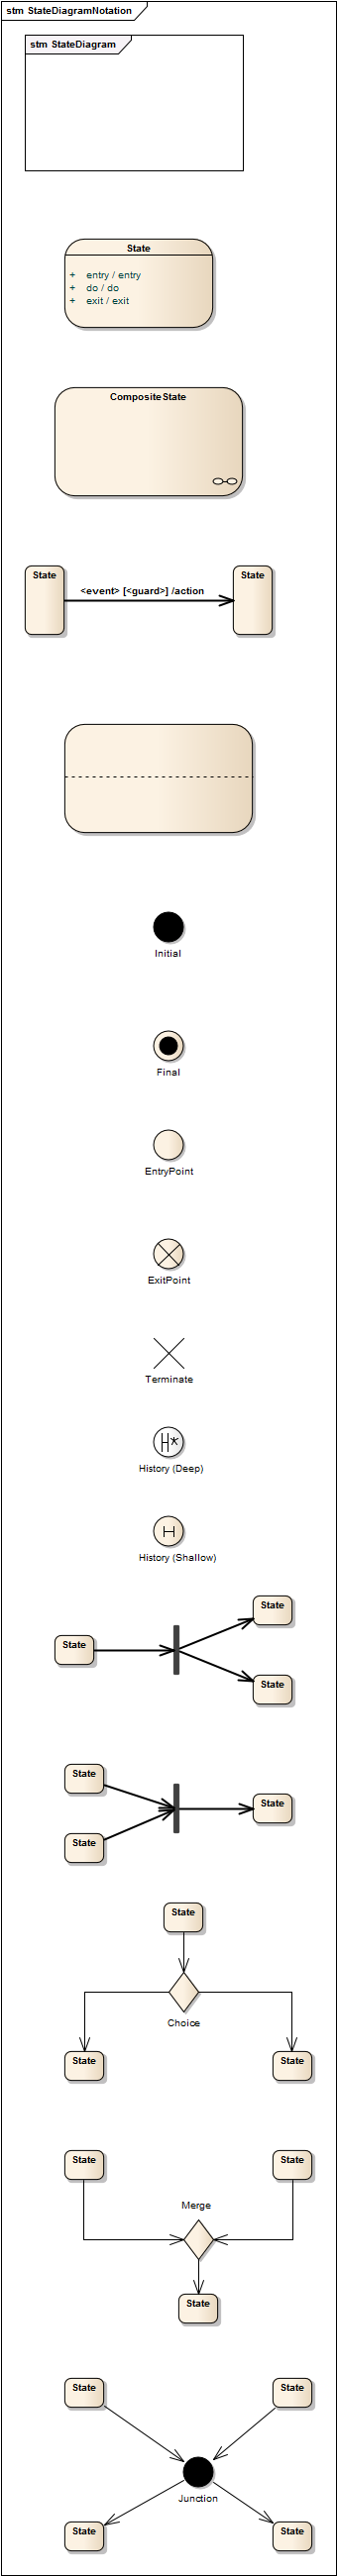 stm StateDiagramNotation
stm StateDiagram
State
+ entry / entry
+ do / do
+ exit / exit
CompositeState
State
<event> [<guard>] /action
State
Initial
Final
EntryPoint
ExitPoint
Terminate
H*
History (Deep)
H
History (Shallow)
State
State
State
State
State
State
State
Choice
State
State
State
State
Merge
State
State
State
Junction
State
State